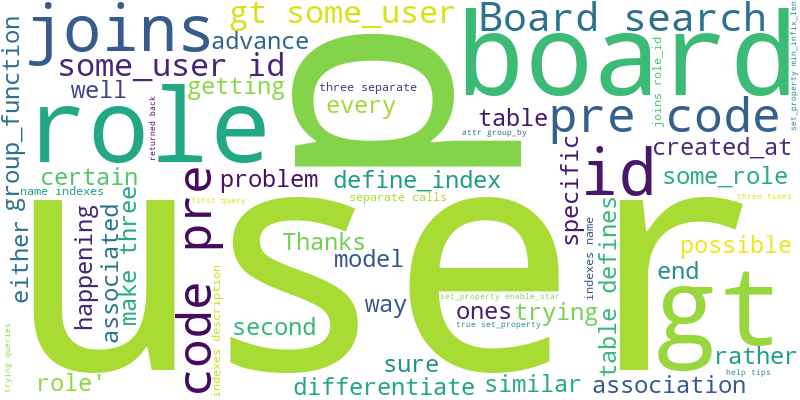 joins
gt some_user
Board search
board
advance
some_user id
well
getting
three separate
every
p
role
group_function
returned back
table
attr group_by
pre code
joins role_id
set_property min_infix_len
created_at
id
specific
some_role
certain
name indexes
problem
define_index
separate calls
first query
three times
user
code pre
either
happening
associated
make three
Thanks
model
way
possible
end
gt
table defines
indexes name
set_property enable_star
ones
trying
true set_property
second
indexes description
trying queries
role'
sure
differentiate
similar
association
rather
help tips